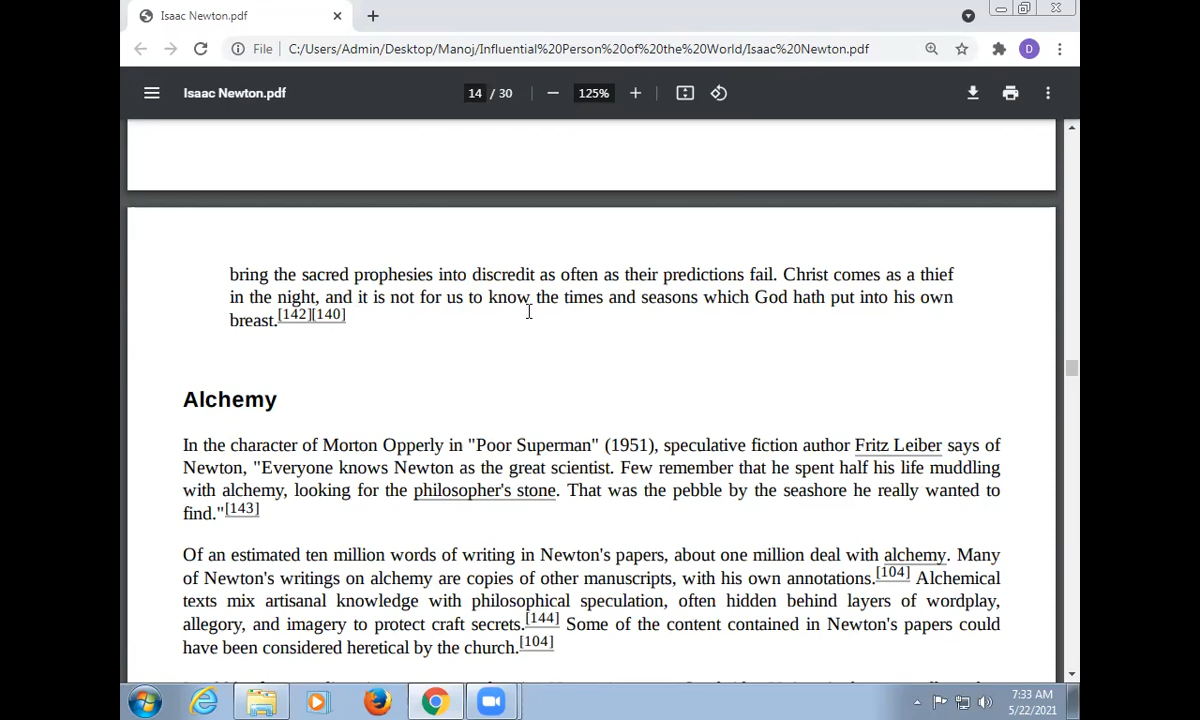 Isaac Newton.pdf
File
C:/Users/Admin/Desktop/Manoj/Influential%20Person%20of%20the%20World/Isaac%20Newton.pdf
D
Isaac Newton.pdf
14 / 30
125%
bring the sacred prophesies into discredit as often as their predictions fail. Christ comes as a thief
in the night, and it is not for us to know the times and seasons which God hath put into his own
breast.[142][140]
Alchemy
In the character of Morton Opperly in "Poor Superman" (1951), speculative fiction author Fritz Leiber says of
Newton, "Everyone knows Newton as the great scientist. Few remember that he spent half his life muddling
with alchemy, looking for the philosopher's stone. That was the pebble by the seashore he really wanted to
find."[143]
Of an estimated ten million words of writing in Newton's papers, about one million deal with alchemy. Many
of Newton's writings on alchemy are copies of other manuscripts, with his own annotations.[104] Alchemical
texts mix artisanal knowledge with philosophical speculation, often hidden behind layers of wordplay,
allegory, and imagery to protect craft secrets.[144] Some of the content contained in Newton's papers could
have been considered heretical by the church.[104]
7:33 AM
5/22/2021